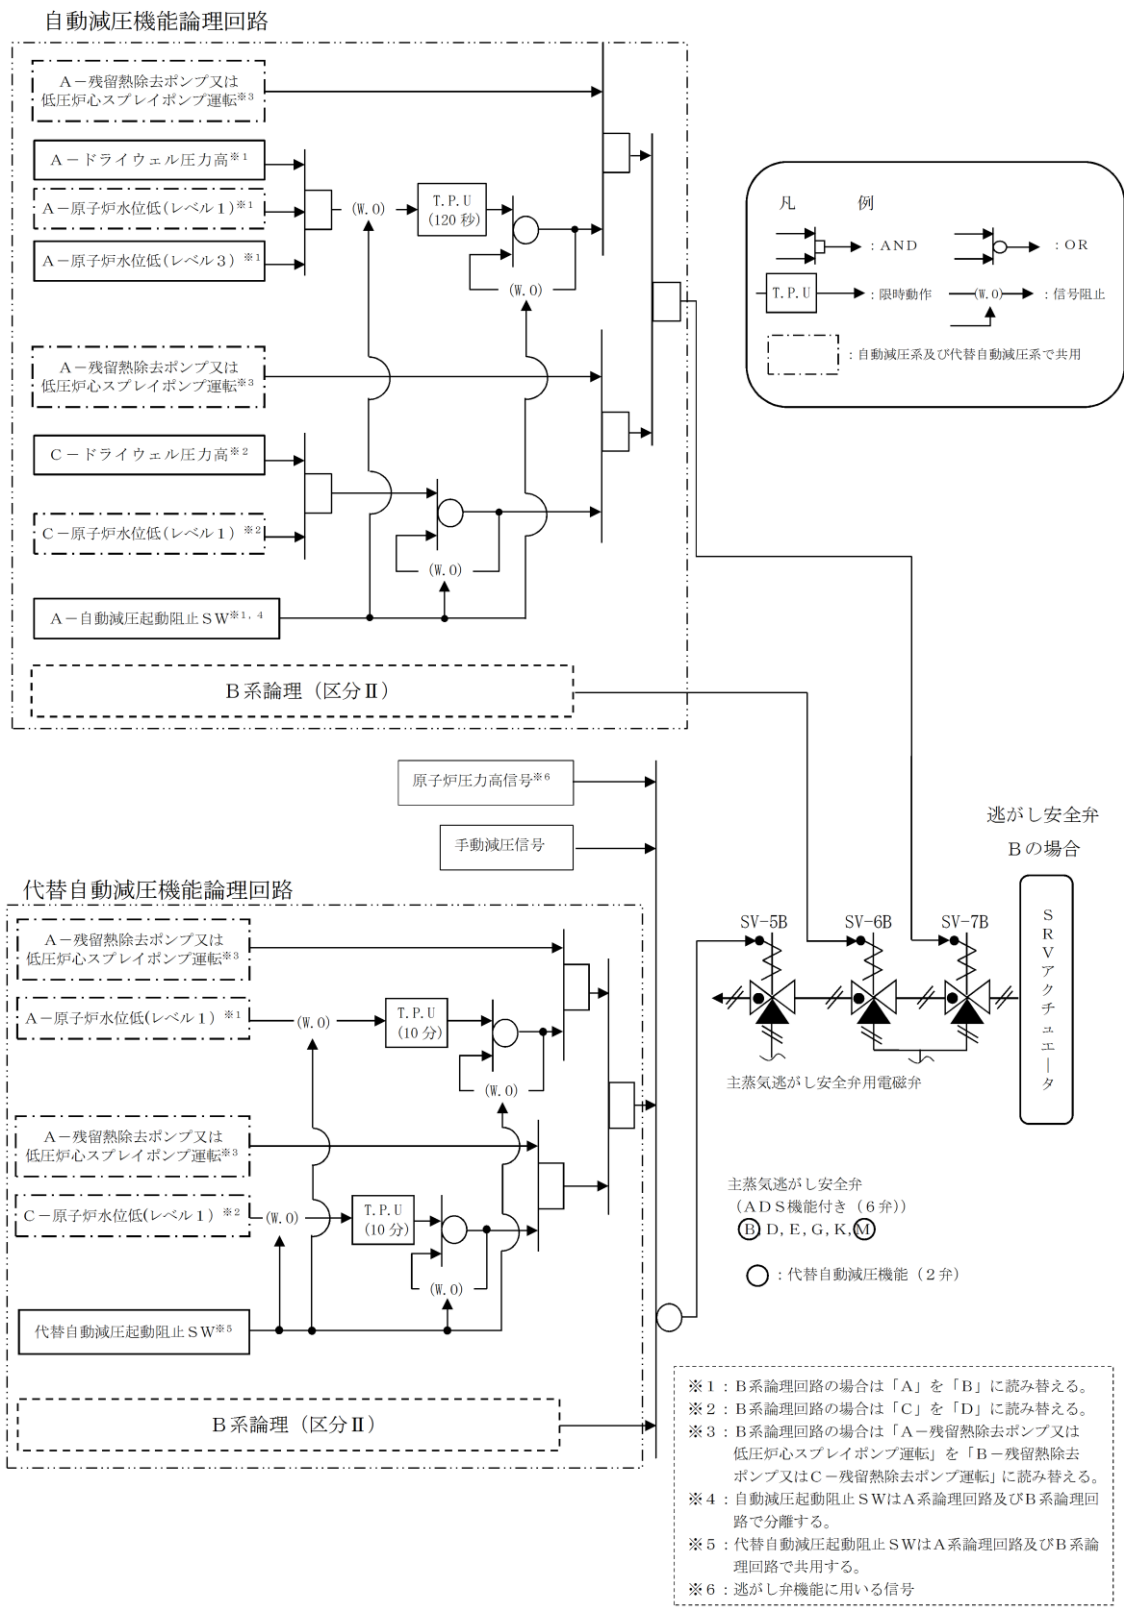 自動減圧機能論理回路
A－残留熱除去ポンプ又は
低圧炉心スプレイポンプ運転※3
A－ドライウェル圧力高※1
A－原子炉水位低(レベル1)※1
A－原子炉水位低(レベル3)※1
(W.O)
T.P.U
(120秒)
(W.O)
A－残留熱除去ポンプ又は
低圧炉心スプレイポンプ運転※3
C－ドライウェル圧力高※2
C－原子炉水位低(レベル1)※2
(W.O)
A－自動減圧起動阻止SW※1, 4
B系論理（区分Ⅱ）
凡　例
：AND
：OR
T.P.U
：限時動作
(W.O)
：信号阻止
：自動減圧系及び代替自動減圧系で共用
原子炉圧力高信号※6
手動減圧信号
代替自動減圧機能論理回路
A－残留熱除去ポンプ又は
低圧炉心スプレイポンプ運転※3
A－原子炉水位低(レベル1)※1
(W.O)
T.P.U
(10分)
(W.O)
A－残留熱除去ポンプ又は
低圧炉心スプレイポンプ運転※3
C－原子炉水位低(レベル1)※2
(W.O)
T.P.U
(10分)
(W.O)
代替自動減圧起動阻止SW※5
B系論理（区分Ⅱ）
逃がし安全弁
Bの場合
SV-5B
SV-6B
SV-7B
SRVアクチュエータ
主蒸気逃がし安全弁用電磁弁
主蒸気逃がし安全弁
（ADS機能付き（6弁））
B, D, E, G, K, M
：代替自動減圧機能（2弁）
※1：B系論理回路の場合は「A」を「B」に読み替える。
※2：B系論理回路の場合は「C」を「D」に読み替える。
※3：B系論理回路の場合は「A－残留熱除去ポンプ又は
低圧炉心スプレイポンプ運転」を「B－残留熱除去
ポンプ又はC－残留熱除去ポンプ運転」に読み替える。
※4：自動減圧起動阻止SWはA系論理回路及びB系論理回
路で分離する。
※5：代替自動減圧起動阻止SWはA系論理回路及びB系論
理回路で共用する。
※6：逃がし弁機能に用いる信号